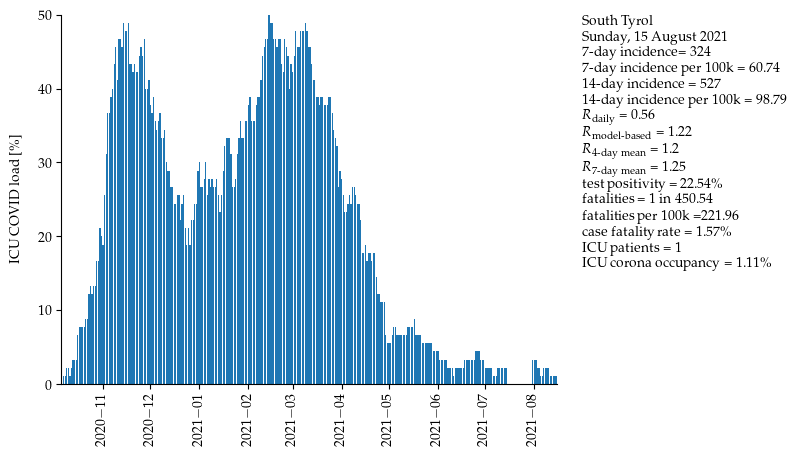 South Tyrol
Sunday, 15 August 2021
7-day incidence= 324
7-day incidence per 100k = 60.74
14-day incidence = 527
14-day incidence per 100k = 98.79
R_daily = 0.56
R_model-based = 1.22
R_4-day mean = 1.2
R_7-day mean = 1.25
test positivity = 22.54%
fatalities = 1 in 450.54
fatalities per 100k =221.96
case fatality rate = 1.57%
ICU patients = 1
ICU corona occupancy = 1.11%
ICU COVID load [%]
50
40
30
20
10
0
2020−11
2020−12
2021−01
2021−02
2021−03
2021−04
2021−05
2021−06
2021−07
2021−08